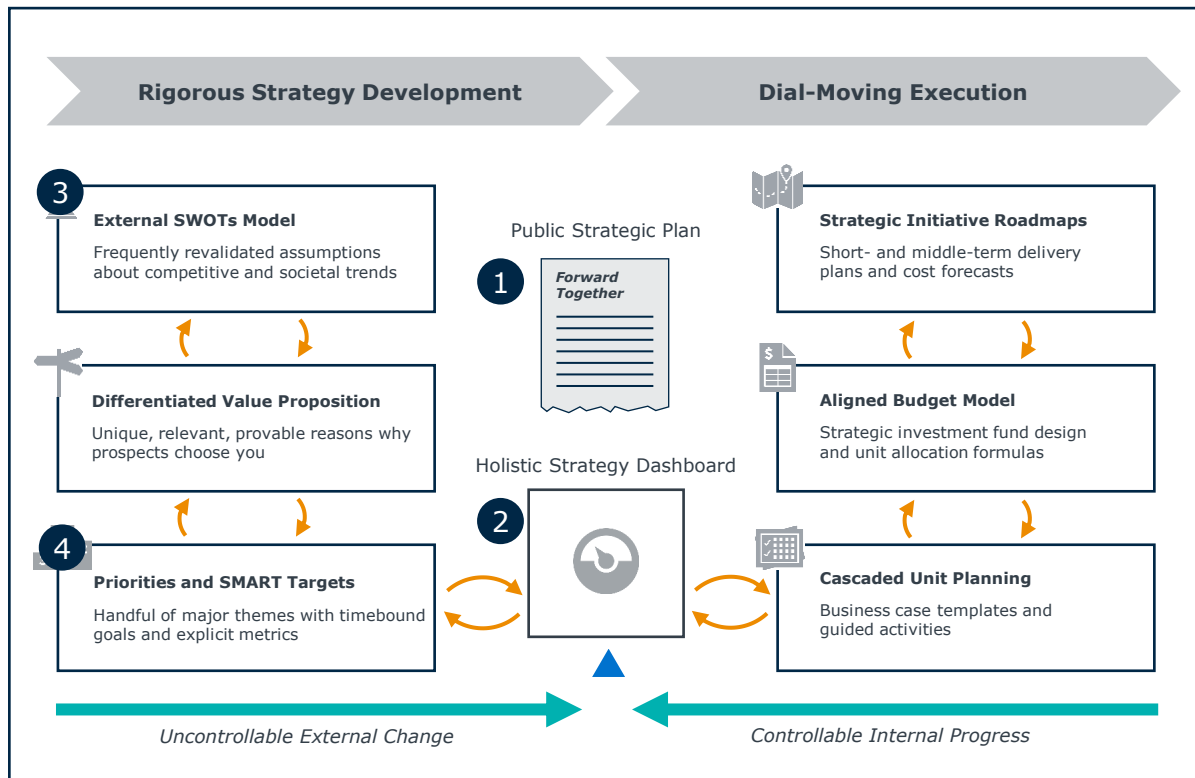 Rigorous Strategy Development
Dial-Moving Execution
3
External SWOTs Model
Frequently revalidated assumptions
about competitive and societal trends
Differentiated Value Proposition
Unique, relevant, provable reasons why
prospects choose you
4
Priorities and SMART Targets
Handful of major themes with timebound
goals and explicit metrics
Public Strategic Plan
1
Forward
Together
Holistic Strategy Dashboard
2
Strategic Initiative Roadmaps
Short- and middle-term delivery
plans and cost forecasts
$
Aligned Budget Model
Strategic investment fund design
and unit allocation formulas
Cascaded Unit Planning
Business case templates and
guided activities
Uncontrollable External Change
Controllable Internal Progress